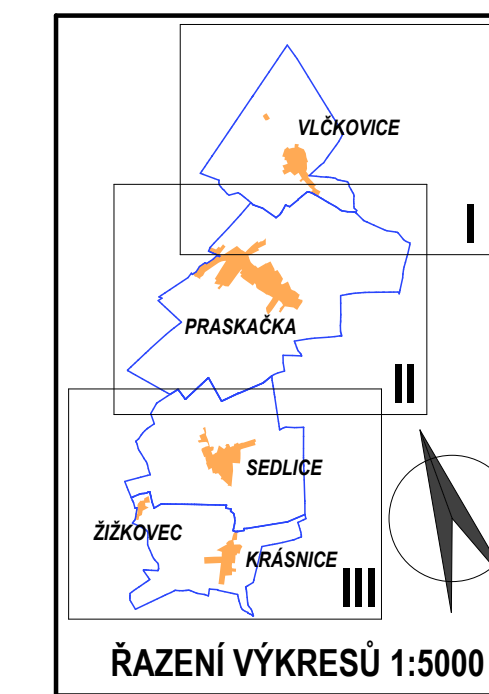 VLČKOVICE
I
PRASKAČKA
II
SEDLICE
ŽIŽKOVEC
KRÁSNICE
III
ŘAZENÍ VÝKRESŮ 1:5000